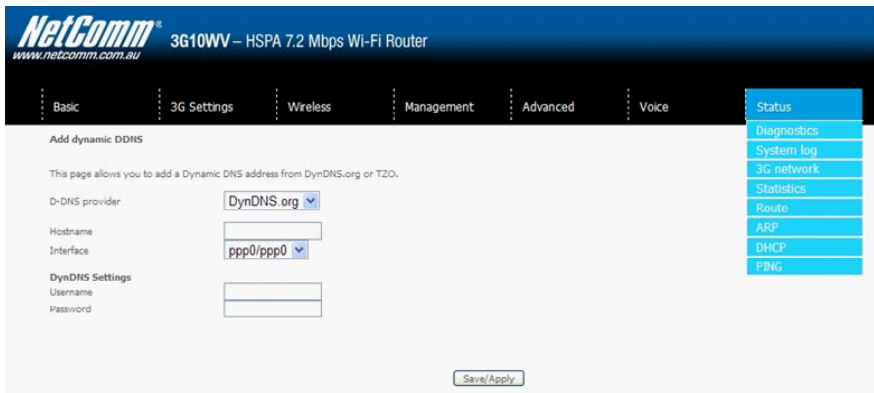 NetComm®
www.netcomm.com.au
3G10WV – HSPA 7.2 Mbps Wi-Fi Router
Basic 3G Settings Wireless Management Advanced Voice Status
Diagnostics
System log
3G network
Statistics
Route
ARP
DHCP
PING
Add dynamic DDNS
This page allows you to add a Dynamic DNS address from DynDNS.org or TZO.
D-DNS provider DynDNS.org
Hostname
Interface ppp0/ppp0
DynDNS Settings
Username
Password
Save/Apply